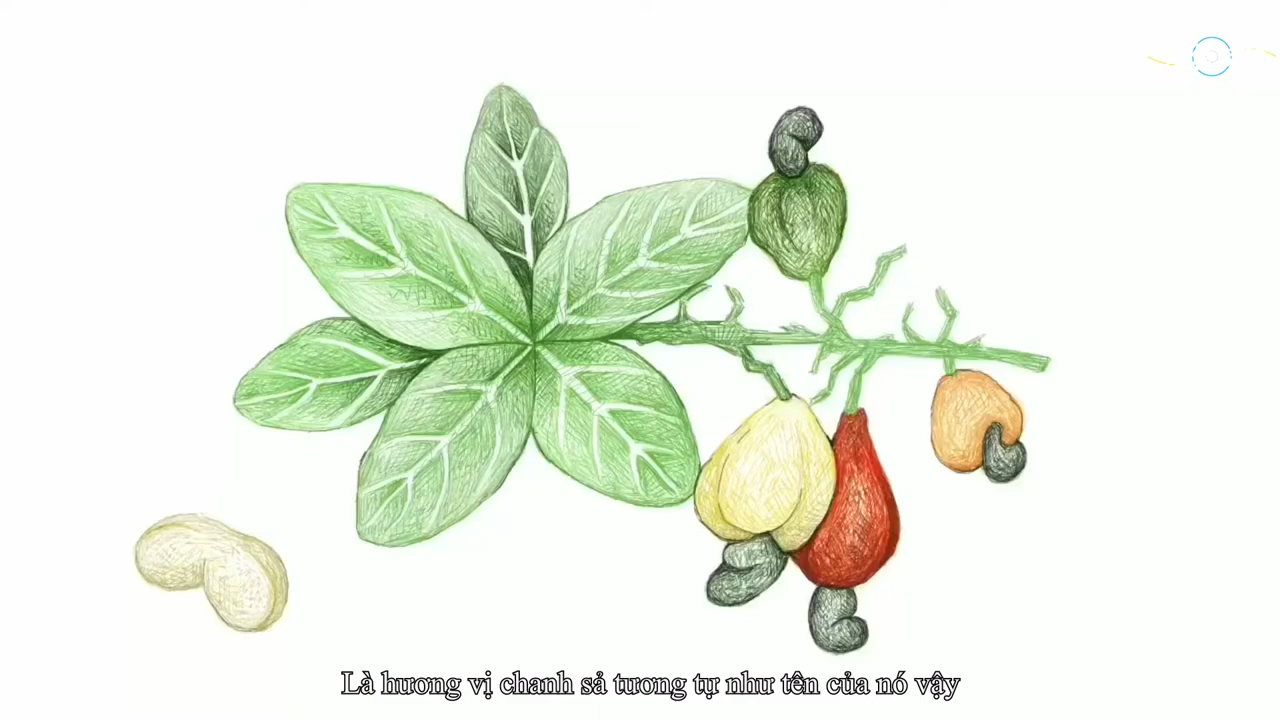 Là hương vị chanh sả tương tự như tên của nó vậy